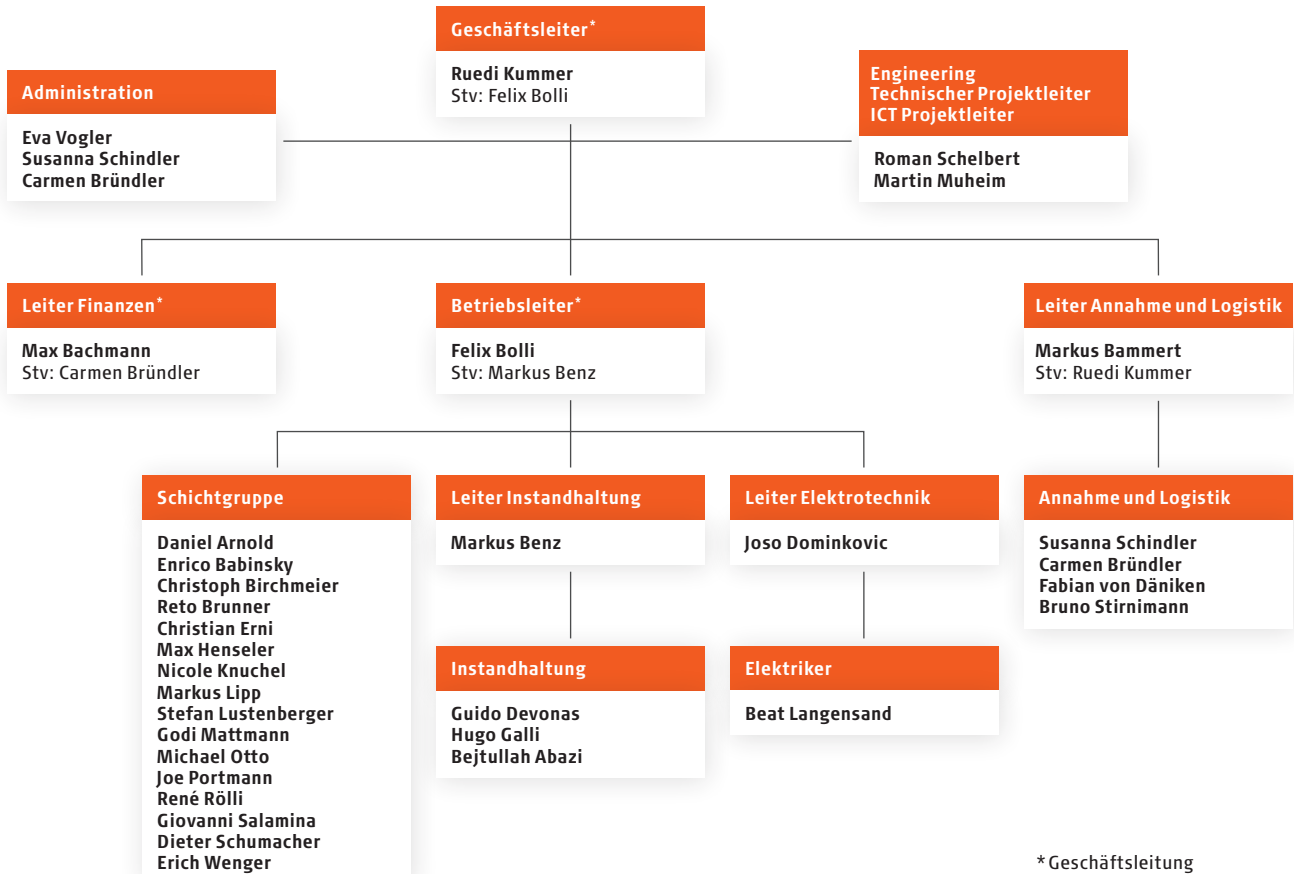 Geschäftsleiter*
Ruedi Kummer
Stv: Felix Bolli
Administration
Eva Vogler
Susanna Schindler
Carmen Bründler
Engineering
Technischer Projektleiter
ICT Projektleiter
Roman Schelbert
Martin Muheim
Leiter Finanzen*
Max Bachmann
Stv: Carmen Bründler
Betriebsleiter*
Felix Bolli
Stv: Markus Benz
Leiter Annahme und Logistik
Markus Bammert
Stv: Ruedi Kummer
Schichtgruppe
Daniel Arnold
Enrico Babinsky
Christoph Birchmeier
Reto Brunner
Christian Erni
Max Henseler
Nicole Knuchel
Markus Lipp
Stefan Lustenberger
Godi Mattmann
Michael Otto
Joe Portmann
René Rölli
Giovanni Salamina
Dieter Schumacher
Erich Wenger
Leiter Instandhaltung
Markus Benz
Instandhaltung
Guido Devonas
Hugo Galli
Bejtullah Abazi
Leiter Elektrotechnik
Joso Dominkovic
Elektriker
Beat Langensand
Annahme und Logistik
Susanna Schindler
Carmen Bründler
Fabian von Däniken
Bruno Stirnimann
* Geschäftsleitung